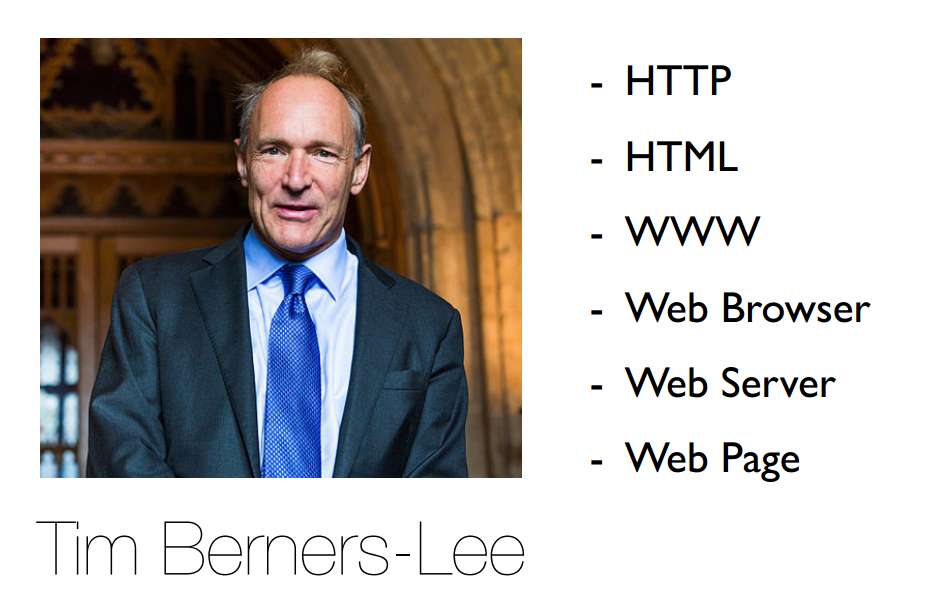 - HTTP
- HTML
- WWW
- Web Browser
- Web Server
- Web Page
Tim Berners-Lee